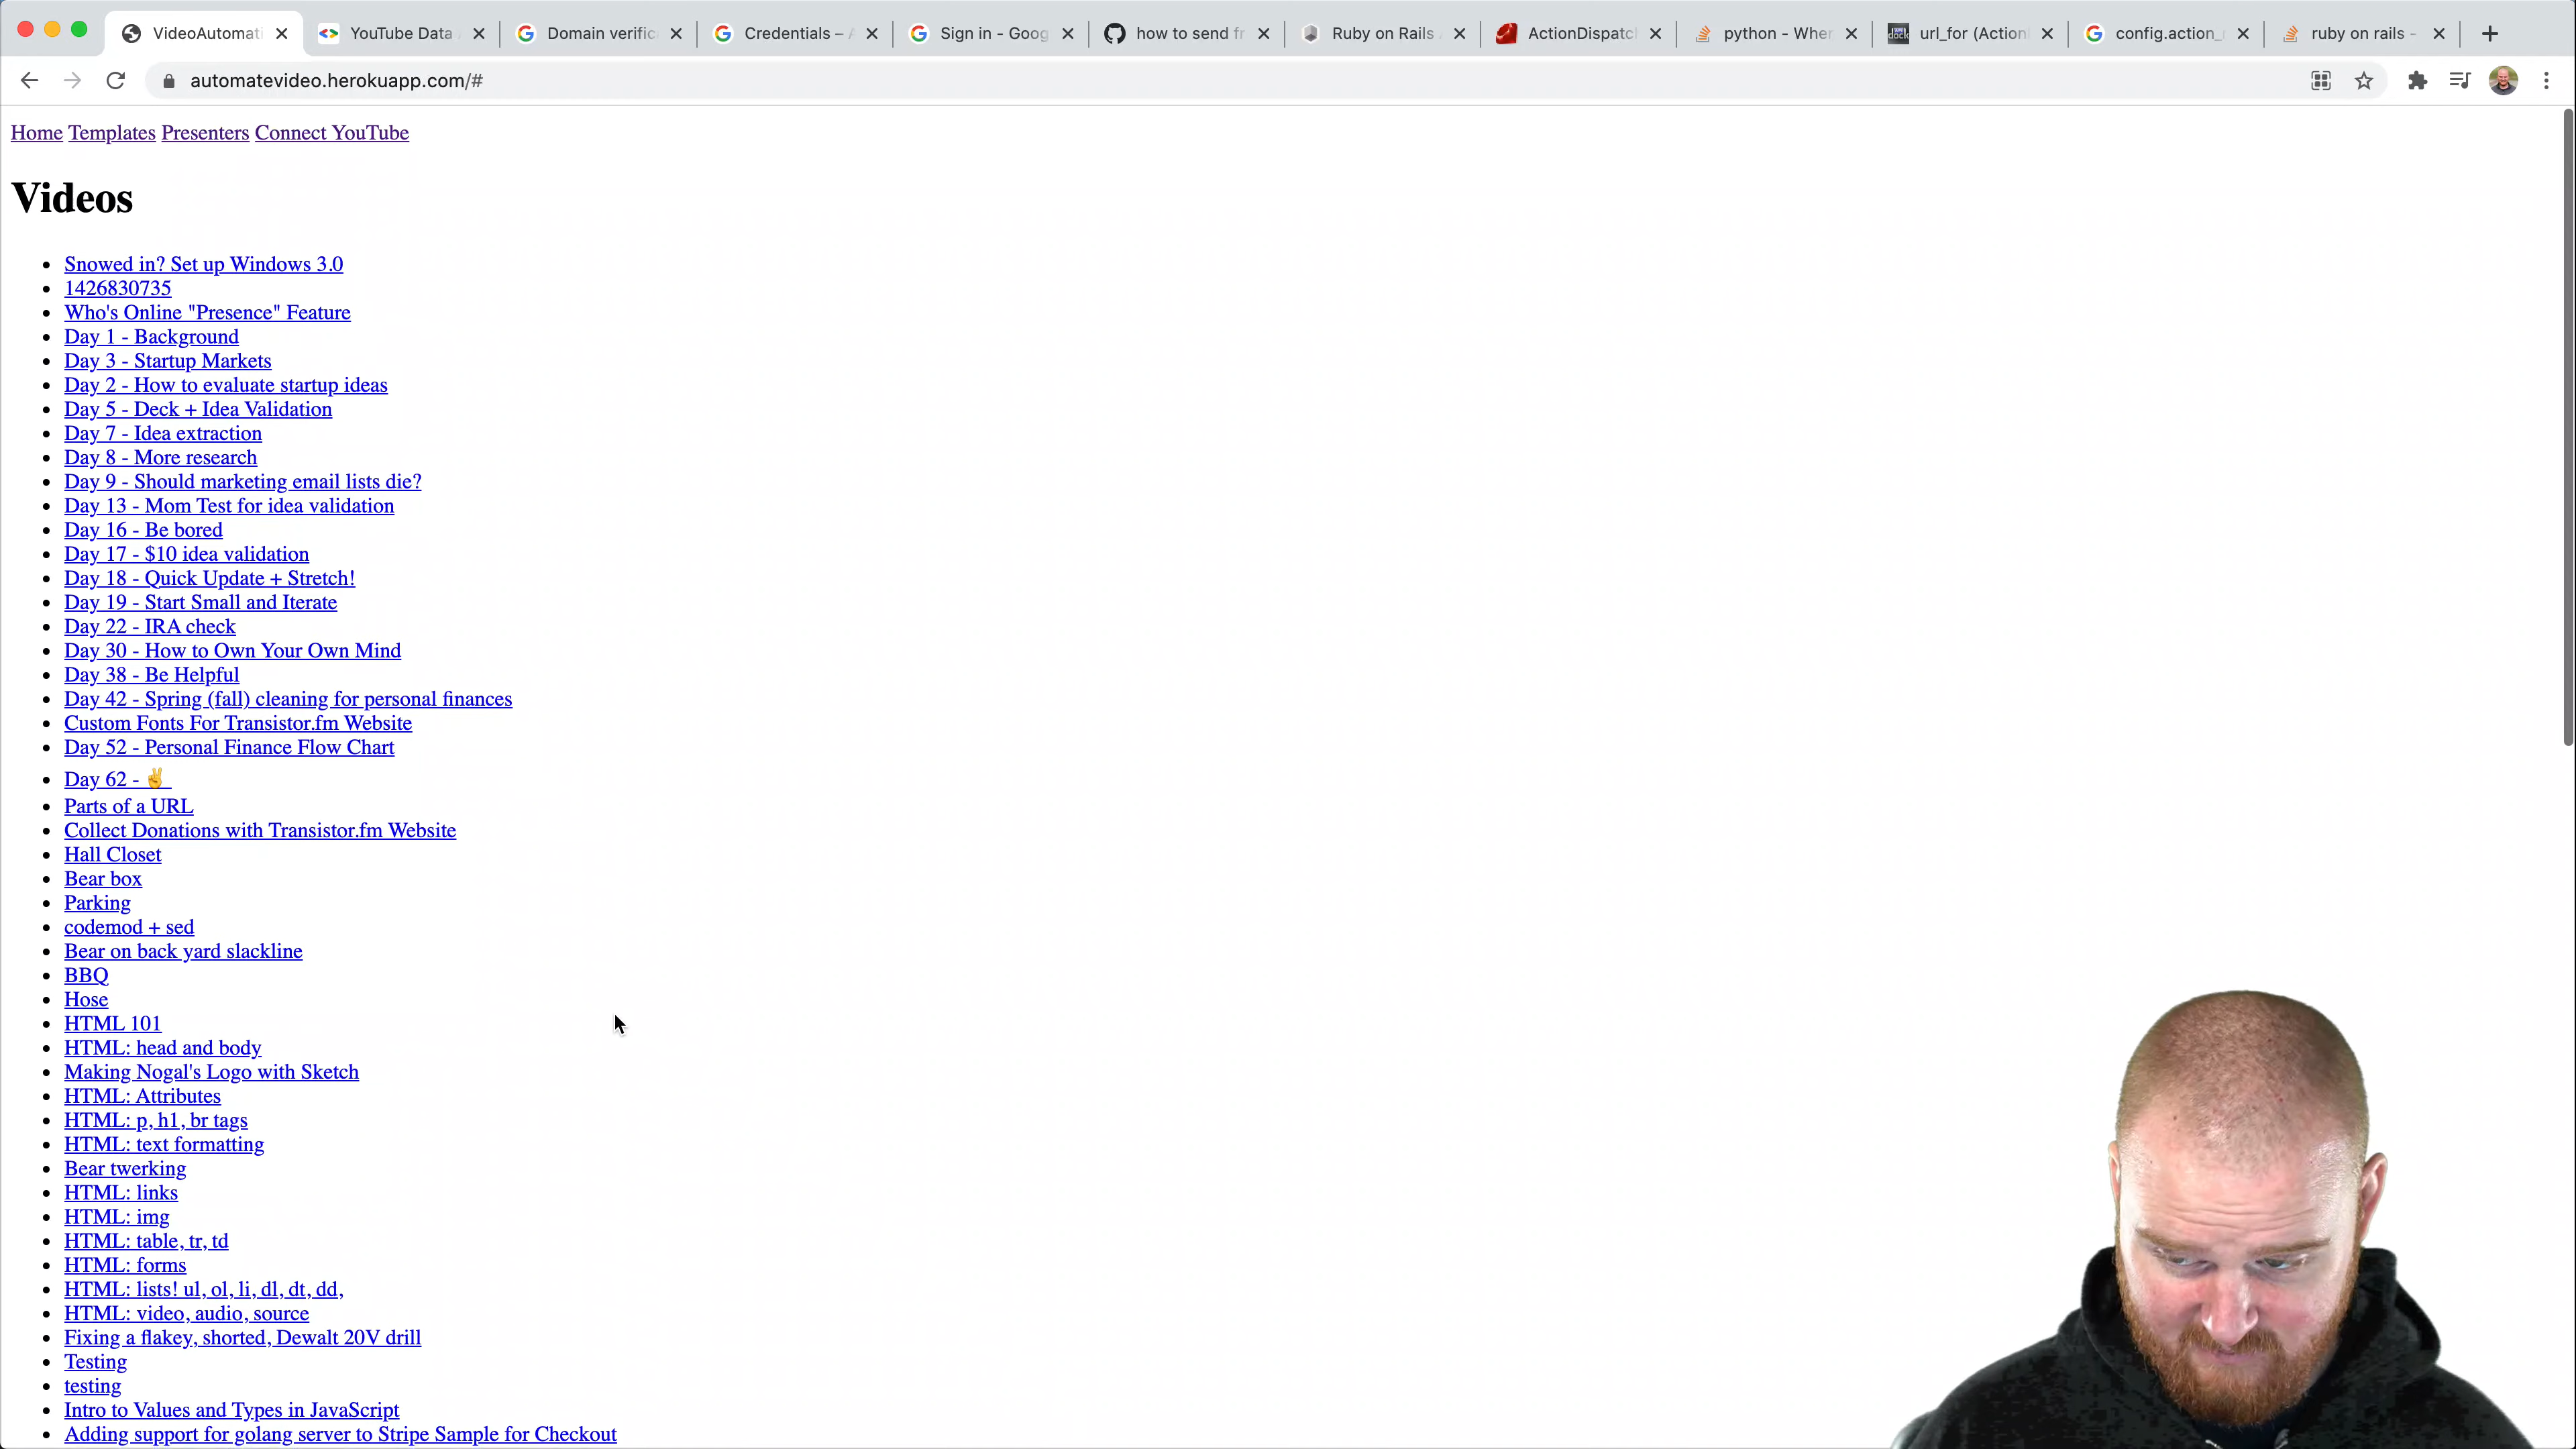 VideoAutomati
YouTube Data
Domain verific
Credentials – A
Sign in - Goog
how to send fr
Ruby on Rails
ActionDispatc
python - Wher
url_for (Action
config.action_
ruby on rails -
automatevideo.herokuapp.com/#
Home Templates Presenters Connect YouTube
Videos
Snowed in? Set up Windows 3.0
1426830735
Who's Online "Presence" Feature
Day 1 - Background
Day 3 - Startup Markets
Day 2 - How to evaluate startup ideas
Day 5 - Deck + Idea Validation
Day 7 - Idea extraction
Day 8 - More research
Day 9 - Should marketing email lists die?
Day 13 - Mom Test for idea validation
Day 16 - Be bored
Day 17 - $10 idea validation
Day 18 - Quick Update + Stretch!
Day 19 - Start Small and Iterate
Day 22 - IRA check
Day 30 - How to Own Your Own Mind
Day 38 - Be Helpful
Day 42 - Spring (fall) cleaning for personal finances
Custom Fonts For Transistor.fm Website
Day 52 - Personal Finance Flow Chart
Day 62 - ✌️
Parts of a URL
Collect Donations with Transistor.fm Website
Hall Closet
Bear box
Parking
codemod + sed
Bear on back yard slackline
BBQ
Hose
HTML 101
HTML: head and body
Making Nogal's Logo with Sketch
HTML: Attributes
HTML: p, h1, br tags
HTML: text formatting
Bear twerking
HTML: links
HTML: img
HTML: table, tr, td
HTML: forms
HTML: lists! ul, ol, li, dl, dt, dd,
HTML: video, audio, source
Fixing a flakey, shorted, Dewalt 20V drill
Testing
testing
Intro to Values and Types in JavaScript
Adding support for golang server to Stripe Sample for Checkout